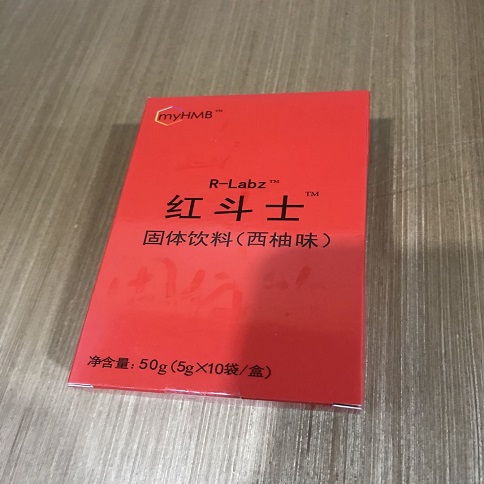 myHMB™
R-Labz™
红斗士™
固体饮料(西柚味)
净含量: 50g(5g×10袋/盒)